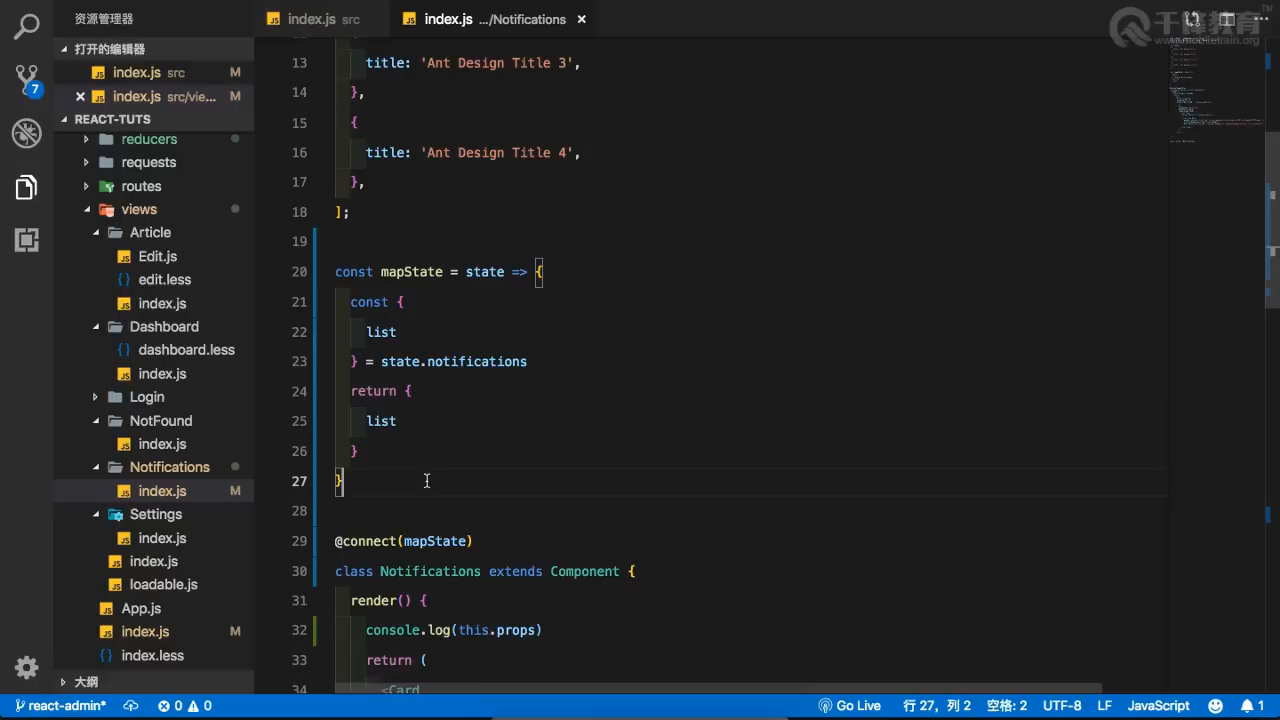 资源管理器
index.js src
index.js .../Notifications
千锋教育
www.mobiletrain.org
TM
打开的编辑器
index.js src M
index.js src/vie... M
REACT-TUTS
reducers
requests
routes
views
Article
Edit.js
edit.less
index.js
Dashboard
dashboard.less
index.js
Login
NotFound
index.js
Notifications
index.js M
Settings
index.js
index.js
loadable.js
App.js
index.js M
index.less
大纲
7
13 title: 'Ant Design Title 3',
14 },
15 {
16 title: 'Ant Design Title 4',
17 },
18 ];
19
20 const mapState = state => {
21 const {
22 list
23 } = state.notifications
24 return {
25 list
26 }
27 }
28
29 @connect(mapState)
30 class Notifications extends Component {
31 render() {
32 console.log(this.props)
33 return (
34 <Card
react-admin* 0 0 Go Live 行 27, 列 2 空格: 2 UTF-8 LF JavaScript 1